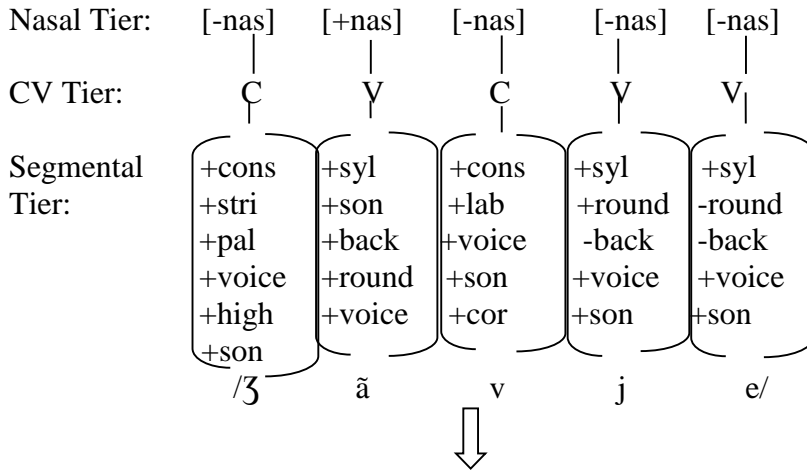 Nasal Tier: [-nas] [+nas] [-nas] [-nas] [-nas]
CV Tier: C V C V V
Segmental +cons +syl +cons +syl +syl
Tier: +stri +son +lab +round -round
+pal +back +voice -back -back
+voice +round +son +voice +voice
+high +voice +cor +son +son
+son
/Ʒ ã v j e/